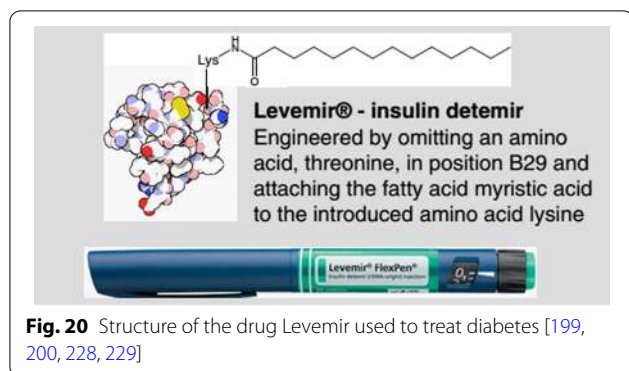 H
N
Lys
O
Levemir® - insulin detemir
Engineered by omitting an amino
acid, threonine, in position B29 and
attaching the fatty acid myristic acid
to the introduced amino acid lysine
Levemir® FlexPen®
Fig. 20 Structure of the drug Levemir used to treat diabetes [199,
200, 228, 229]